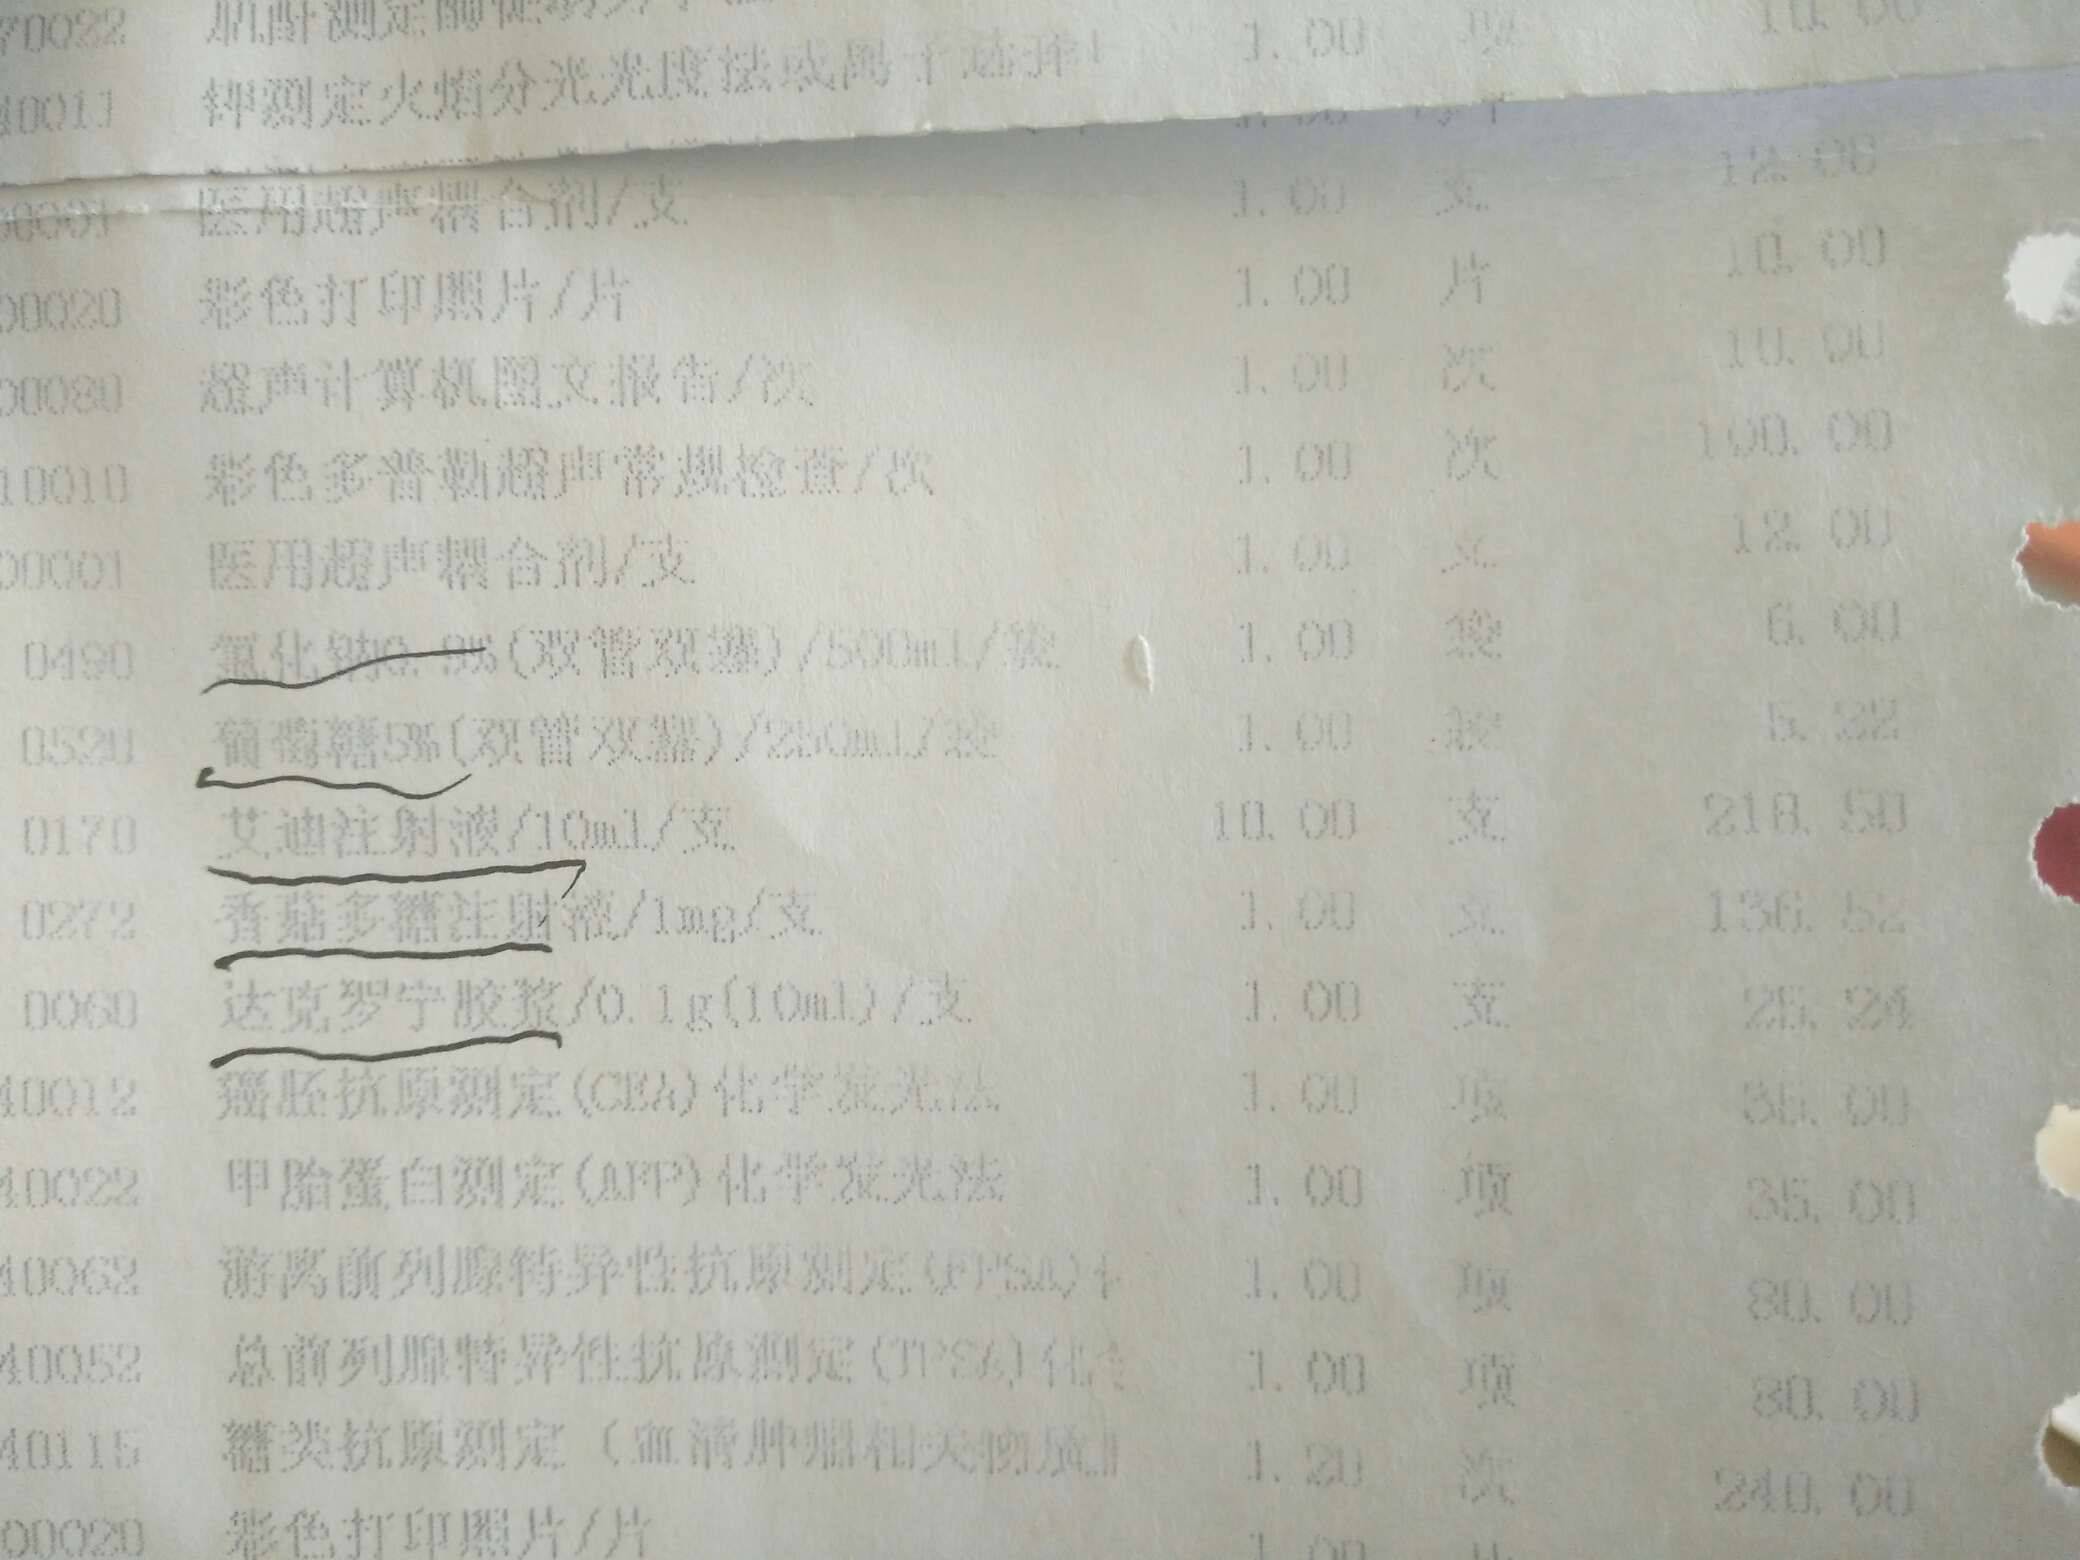 70022 肌酐测定 1.00 项 10.00
40011 钾测定火焰分光光度法或离子选择 1.00
00001 医用超声耦合剂/支 1.00 支 12.00
00020 彩色打印照片/片 1.00 片 10.00
00080 超声计算机图文报告/次 1.00 次 10.00
10010 彩色多普勒超声常规检查/次 1.00 次 100.00
00001 医用超声耦合剂/支 1.00 支 12.00
0490 氯化钠0.9%(双管双塞)/500ml/袋 1.00 袋 6.00
0520 葡萄糖5%(双管双塞)/250ml/袋 1.00 袋 5.22
0170 艾迪注射液/10ml/支 10.00 支 218.50
0272 香菇多糖注射液/1mg/支 1.00 支 136.52
0060 达克罗宁胶浆/0.1g(10ml)/支 1.00 支 25.24
40012 癌胚抗原测定(CEA)化学发光法 1.00 项 35.00
40022 甲胎蛋白测定(AFP)化学发光法 1.00 项 35.00
40062 游离前列腺特异性抗原测定(FPSA) 1.00 项 80.00
40052 总前列腺特异性抗原测定(TPSA)化 1.00 项 80.00
40115 糖类抗原测定（血清肿瘤相关物质 1.20 次 240.00
00020 彩色打印照片/片 1.00